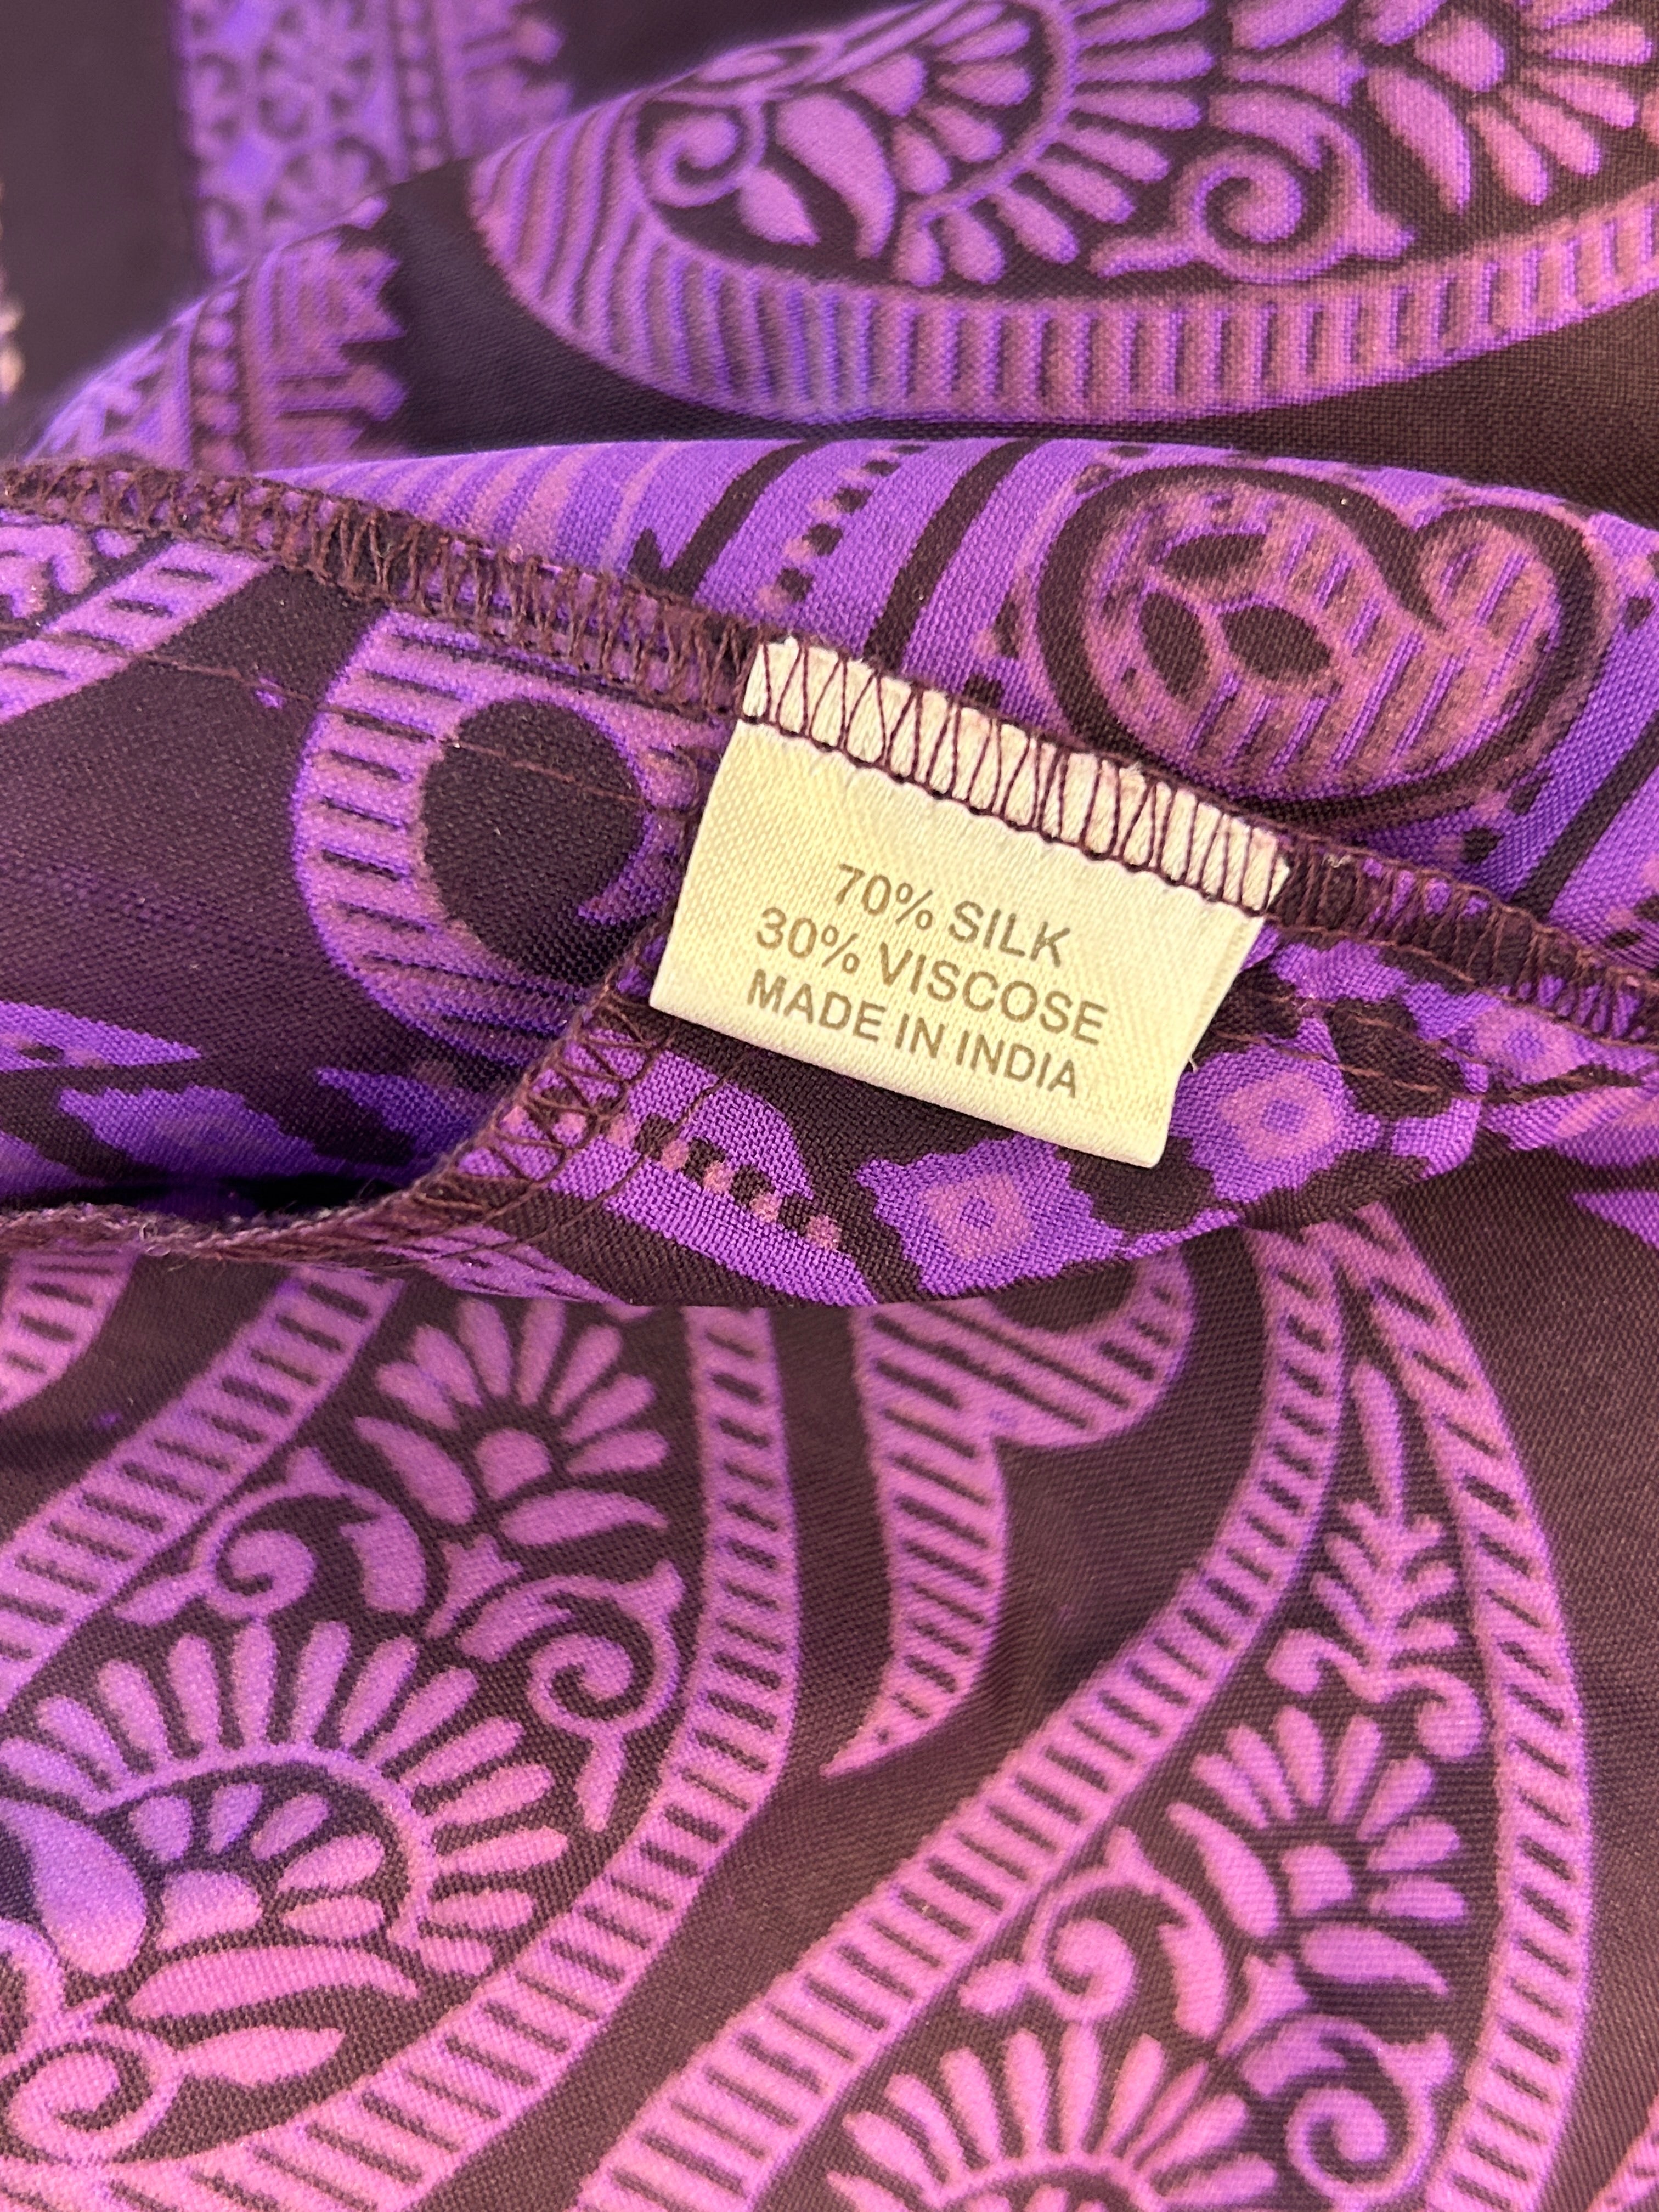 70% SILK
30% VISCOSE
MADE IN INDIA